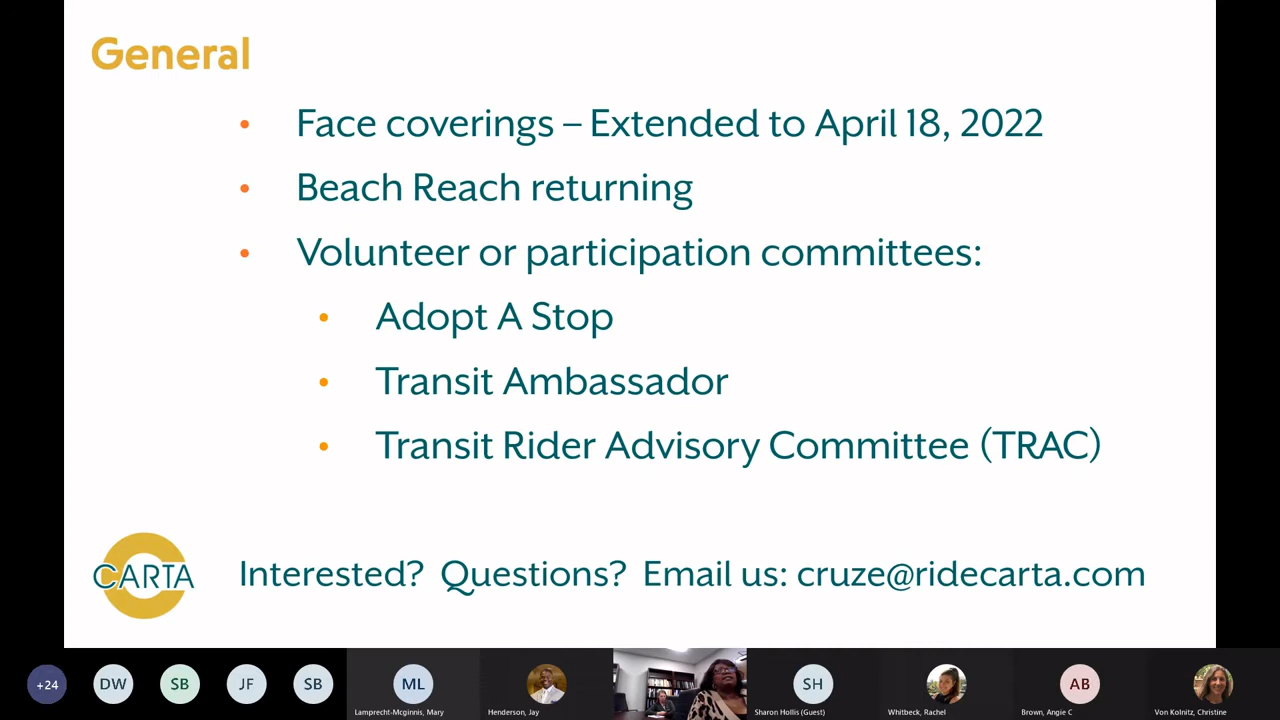 General
• Face coverings – Extended to April 18, 2022
• Beach Reach returning
• Volunteer or participation committees:
• Adopt A Stop
• Transit Ambassador
• Transit Rider Advisory Committee (TRAC)
CARTA
Interested? Questions? Email us: cruze@ridecarta.com
+24
DW
SB
JF
SB
ML
SH
AB
Lamprecht-Mcginnis, Mary
Henderson, Jay
Sharon Hollis (Guest)
Whitbeck, Rachel
Brown, Angie C
Von Kolnitz, Christine